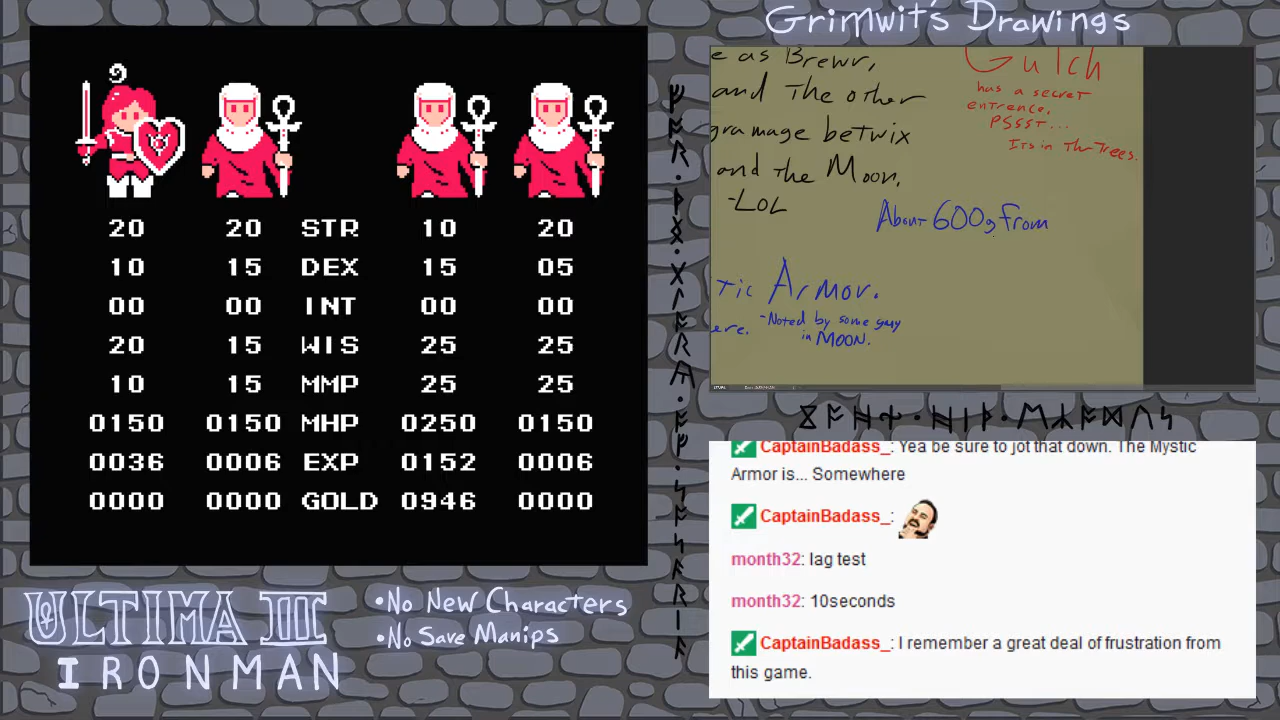 Grimwit's Drawings
20 20 STR 10 20
10 15 DEX 15 05
00 00 INT 00 00
20 15 WIS 25 25
10 15 MMP 25 25
0150 0150 MHP 0250 0150
0036 0006 EXP 0152 0006
0000 0000 GOLD 0946 0000
e as Brewr,
and The other
gramage betwix
and the Moon.
-LOL
Gulch
has a secret
entrence.
PSSST...
Its in The Trees.
About 600g from
tic Armor.
ere. -Noted by some guy
in MOON.
CaptainBadass_: Yea be sure to jot that down. The Mystic
Armor is... Somewhere
CaptainBadass_:
month32: lag test
month32: 10seconds
CaptainBadass_: I remember a great deal of frustration from
this game.
ULTIMA III
IRONMAN
•No New Characters
•No Save Manips